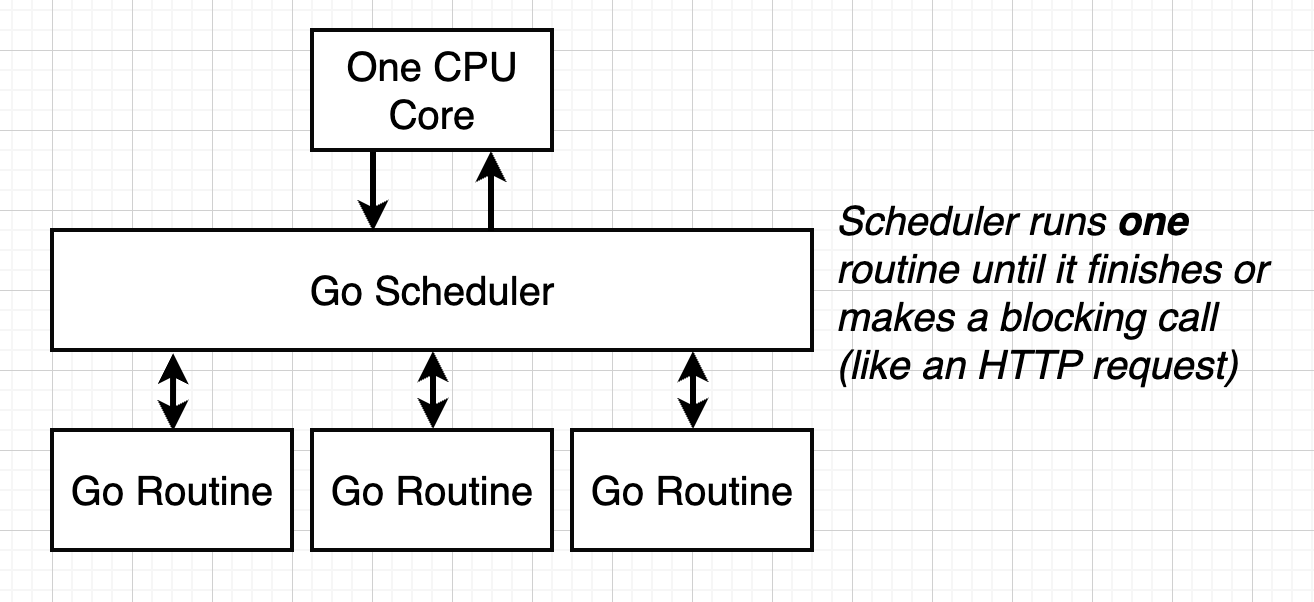 One CPU
Core
Go Scheduler
Scheduler runs one
routine until it finishes or
makes a blocking call
(like an HTTP request)
Go Routine
Go Routine
Go Routine